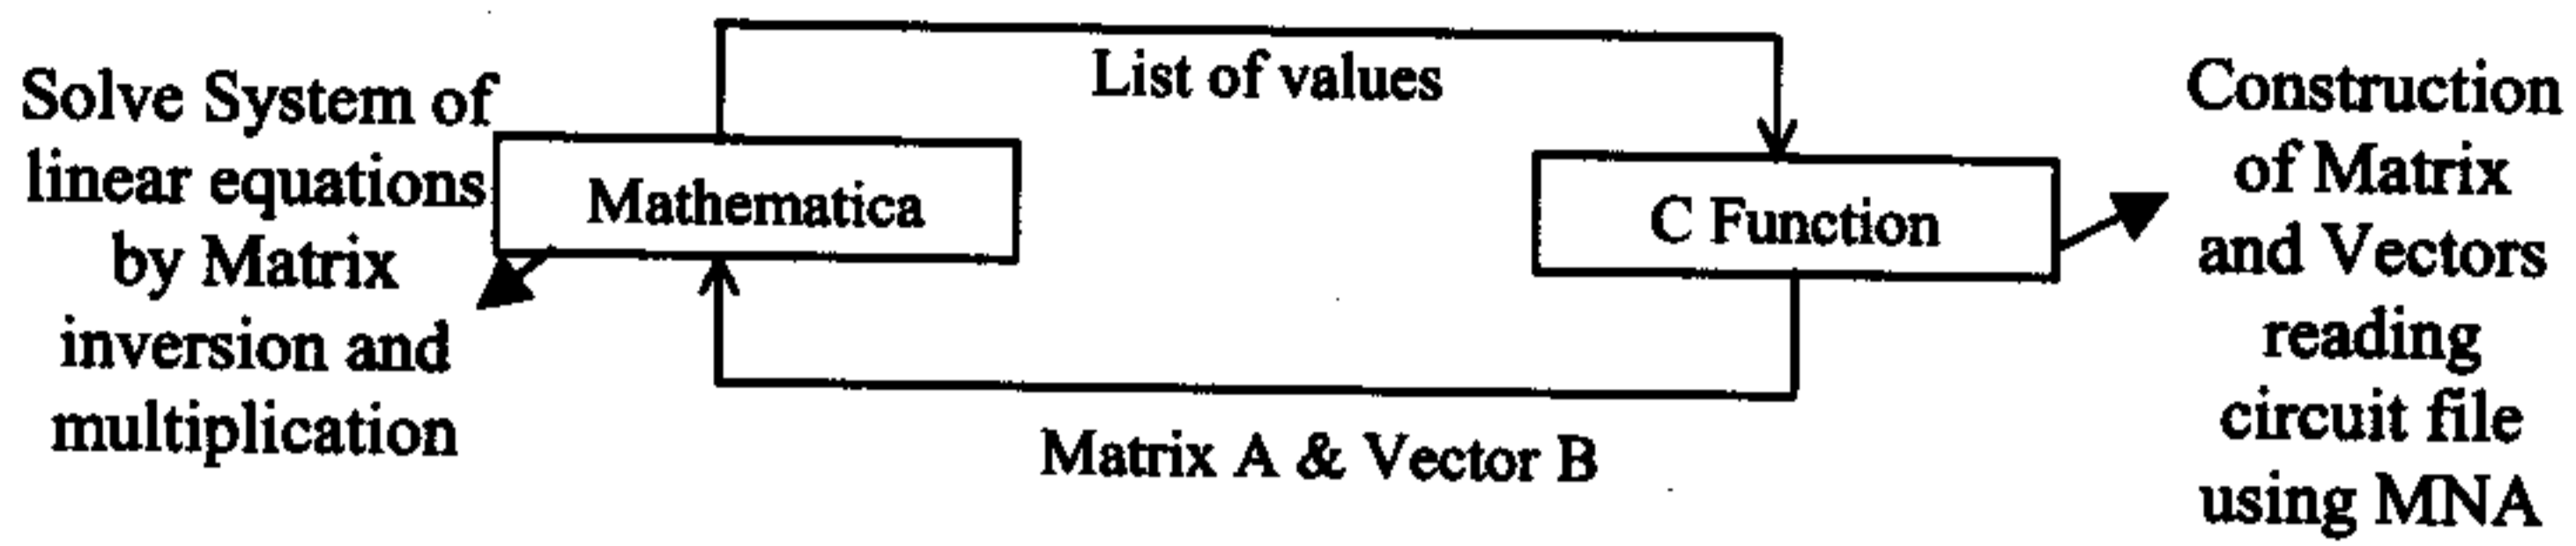 Solve System of
linear equations
by Matrix
inversion and
multiplication
List of values
Mathematica
C Function
Matrix A & Vector B
Construction
of Matrix
and Vectors
reading
circuit file
using MNA